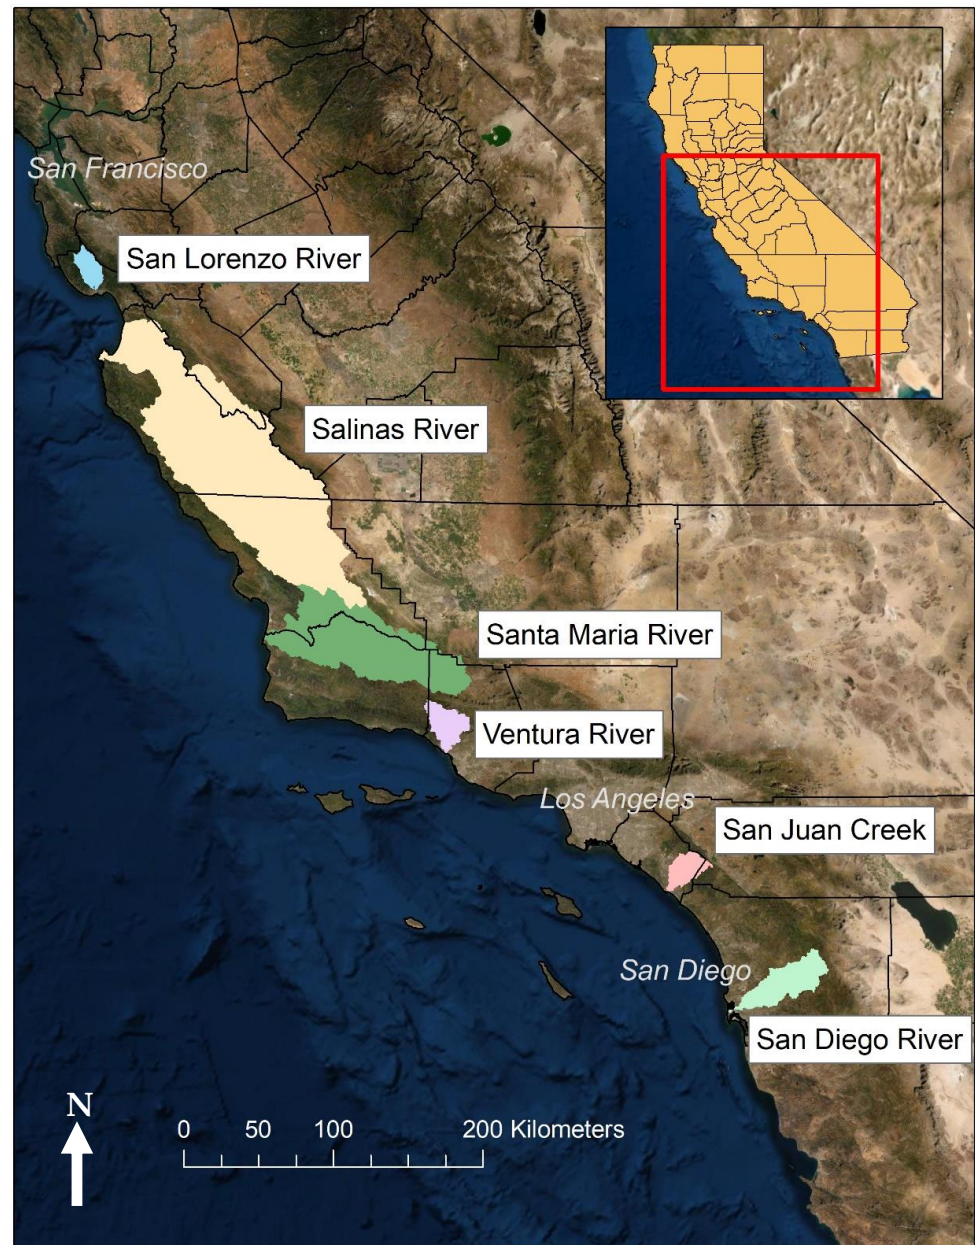 San Francisco
San Lorenzo River
Salinas River
Santa Maria River
Ventura River
Los Angeles
San Juan Creek
San Diego
San Diego River
N
0 50 100 200 Kilometers